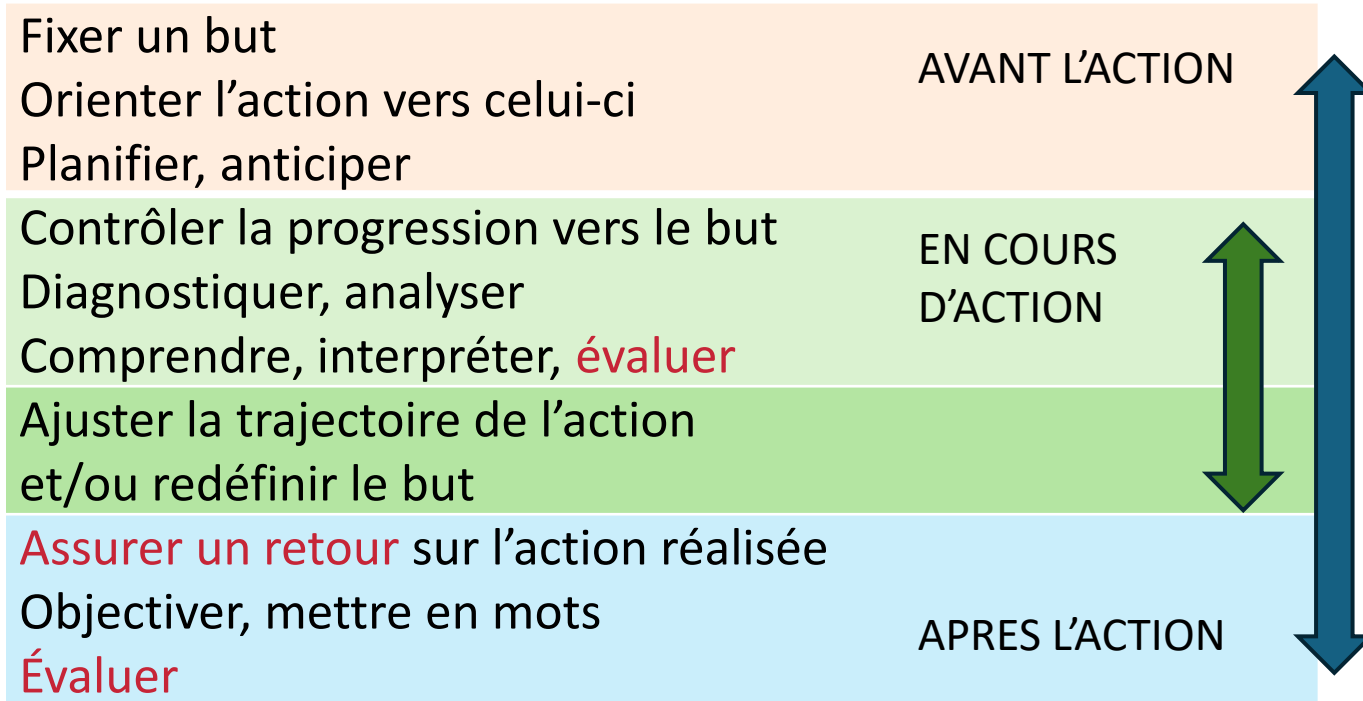 Fixer un but
Orienter l’action vers celui-ci
Planifier, anticiper
AVANT L’ACTION
Contrôler la progression vers le but
Diagnostiquer, analyser
Comprendre, interpréter, évaluer
EN COURS
D’ACTION
Ajuster la trajectoire de l’action
et/ou redéfinir le but
Assurer un retour sur l’action réalisée
Objectiver, mettre en mots
Évaluer
APRES L’ACTION